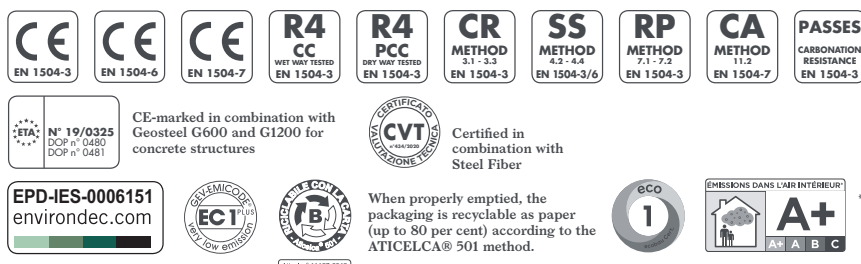 CE
EN 1504-3
CE
EN 1504-6
CE
EN 1504-7
R4
CC
WET WAY TESTED
EN 1504-3
R4
PCC
DRY WAY TESTED
EN 1504-3
CR
METHOD
3.1 - 3.3
EN 1504-3
SS
METHOD
4.2 - 4.4
EN 1504-3/6
RP
METHOD
7.1 - 7.2
EN 1504-3
CA
METHOD
11.2
EN 1504-7
PASSES
CARBONATION
RESISTANCE
EN 1504-3
ETA
N° 19/0325
DOP n° 0480
DOP n° 0481
CE-marked in combination with
Geosteel G600 and G1200 for
concrete structures
CERTIFICATO
CVT
n°434/2020
VALUTAZIONE TECNICA
Certified in
combination with
Steel Fiber
EPD-IES-0006151
environdec.com
GEV-EMICODE
EC 1 PLUS
very low emission
RICICLABILE CON LA CARTA
B
Aticelca® 501
When properly emptied, the
packaging is recyclable as paper
(up to 80 per cent) according to the
ATICELCA® 501 method.
eco
1
ÉMISSIONS DANS L'AIR INTÉRIEUR*
A+
A+ A B C
*